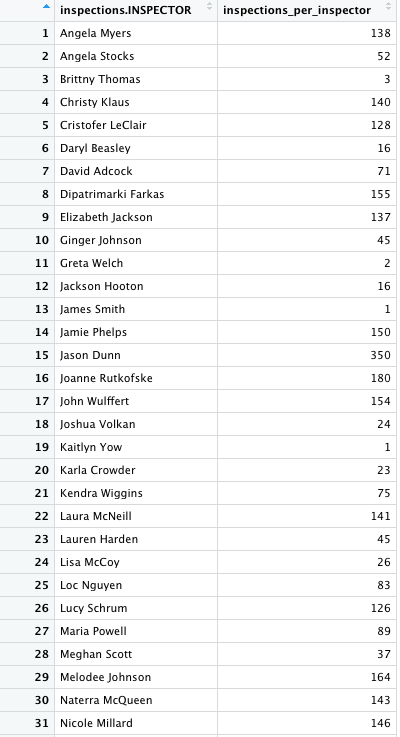 inspections.INSPECTOR inspections_per_inspector
1 Angela Myers 138
2 Angela Stocks 52
3 Brittny Thomas 3
4 Christy Klaus 140
5 Cristofer LeClair 128
6 Daryl Beasley 16
7 David Adcock 71
8 Dipatrimarki Farkas 155
9 Elizabeth Jackson 137
10 Ginger Johnson 45
11 Greta Welch 2
12 Jackson Hooton 16
13 James Smith 1
14 Jamie Phelps 150
15 Jason Dunn 350
16 Joanne Rutkofske 180
17 John Wulffert 154
18 Joshua Volkan 24
19 Kaitlyn Yow 1
20 Karla Crowder 23
21 Kendra Wiggins 75
22 Laura McNeill 141
23 Lauren Harden 45
24 Lisa McCoy 26
25 Loc Nguyen 83
26 Lucy Schrum 126
27 Maria Powell 89
28 Meghan Scott 37
29 Melodee Johnson 164
30 Naterra McQueen 143
31 Nicole Millard 146